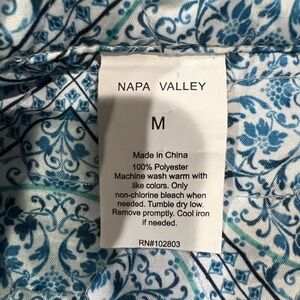 NAPA VALLEY
M
Made in China
100% Polyester
Machine wash warm with
like colors. Only
non-chlorine bleach when
needed. Tumble dry low.
Remove promptly. Cool iron
if needed.
RN#102803